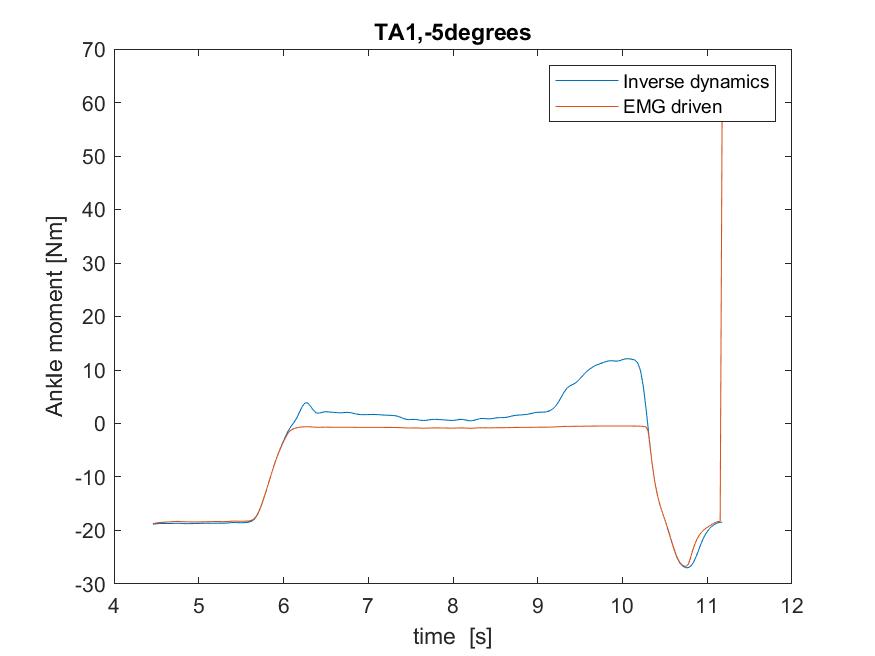 TA1,-5degrees
Inverse dynamics
EMG driven
Ankle moment [Nm]
70
60
50
40
30
20
10
0
-10
-20
-30
4 5 6 7 8 9 10 11 12
time [s]